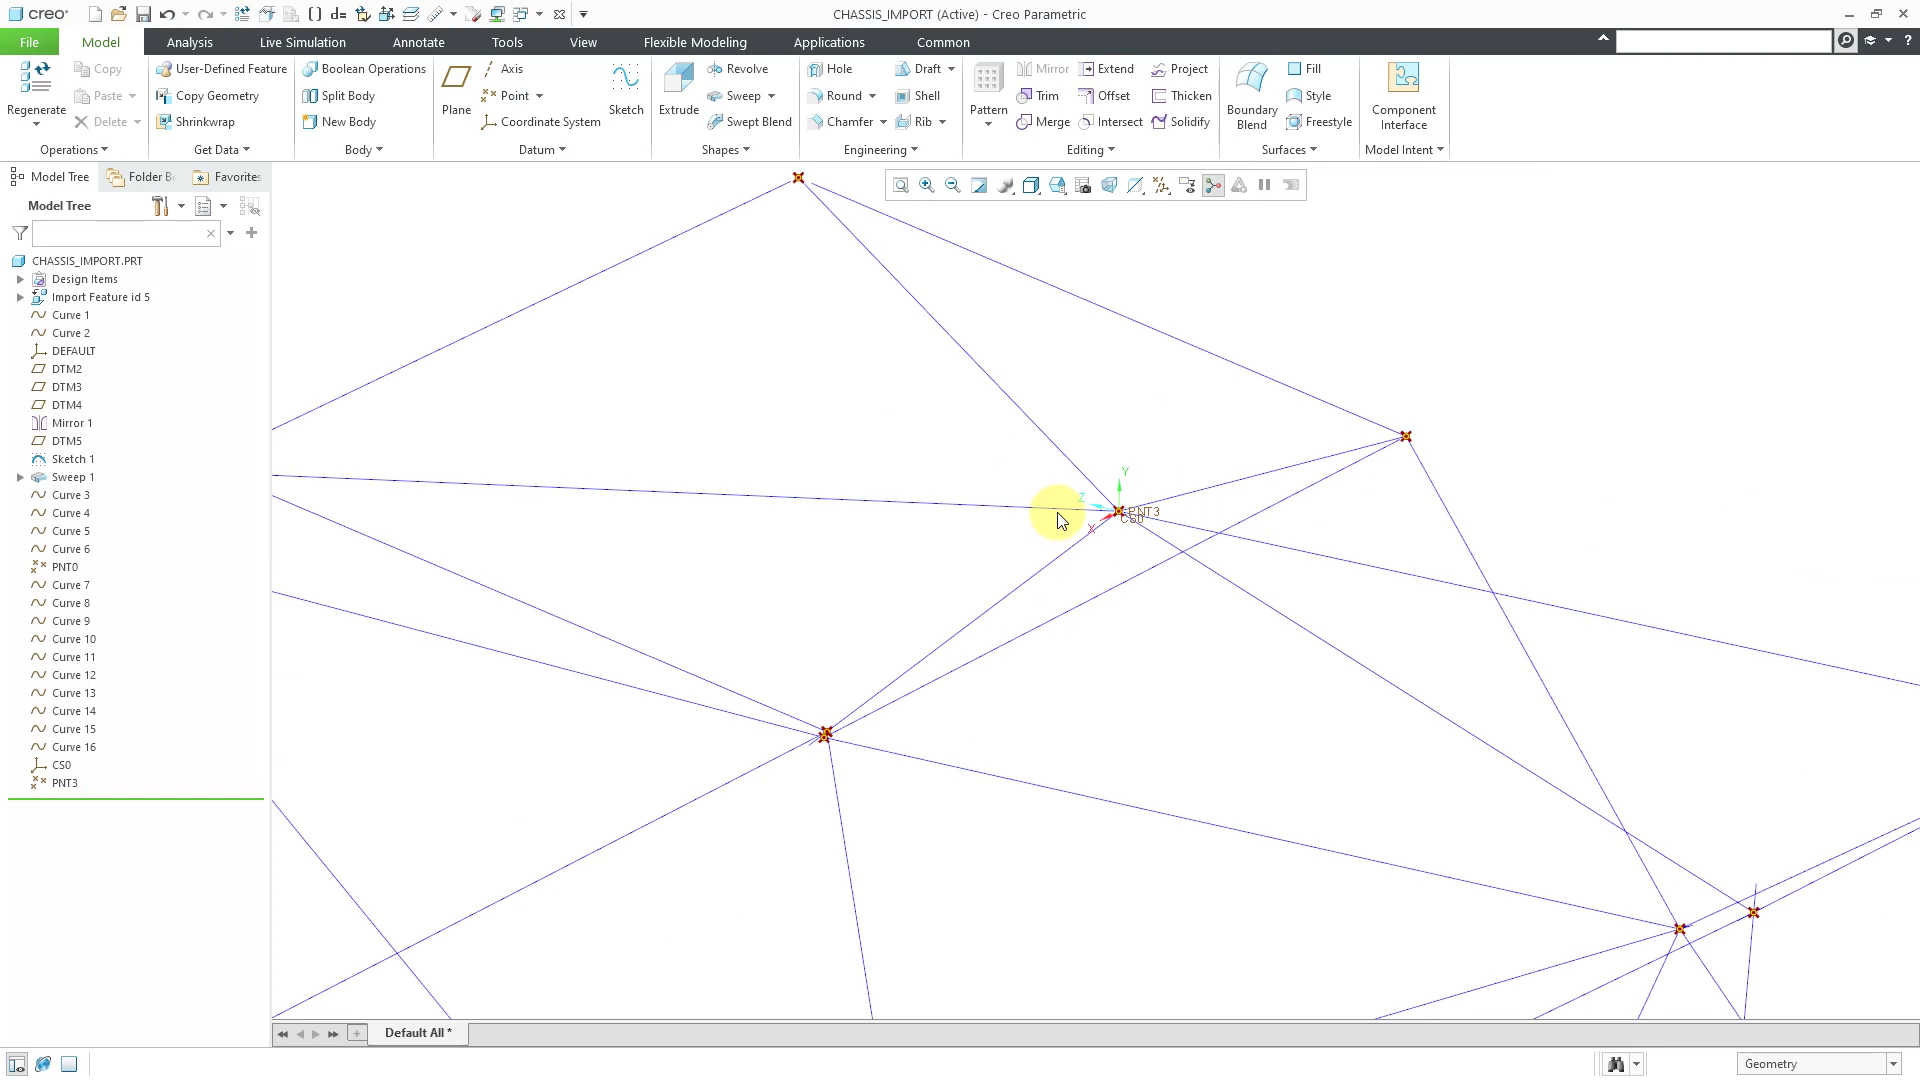 creo
CHASSIS_IMPORT (Active) - Creo Parametric
File
Model
Analysis
Live Simulation
Annotate
Tools
View
Flexible Modeling
Applications
Common
Regenerate
Copy
Paste
Delete
Operations
User-Defined Feature
Copy Geometry
Shrinkwrap
Get Data
Boolean Operations
Split Body
New Body
Body
Plane
Axis
Point
Coordinate System
Sketch
Datum
Extrude
Revolve
Sweep
Swept Blend
Shapes
Hole
Round
Chamfer
Draft
Shell
Rib
Engineering
Pattern
Mirror
Trim
Merge
Extend
Offset
Intersect
Project
Thicken
Solidify
Editing
Boundary
Blend
Fill
Style
Freestyle
Surfaces
Component
Interface
Model Intent
Model Tree
Folder B
Favorites
Model Tree
CHASSIS_IMPORT.PRT
Design Items
Import Feature id 5
Curve 1
Curve 2
DEFAULT
DTM2
DTM3
DTM4
Mirror 1
DTM5
Sketch 1
Sweep 1
Curve 3
Curve 4
Curve 5
Curve 6
PNT0
Curve 7
Curve 8
Curve 9
Curve 10
Curve 11
Curve 12
Curve 13
Curve 14
Curve 15
Curve 16
CS0
PNT3
Y
Z
X
PNT3
CS0
Default All *
Geometry